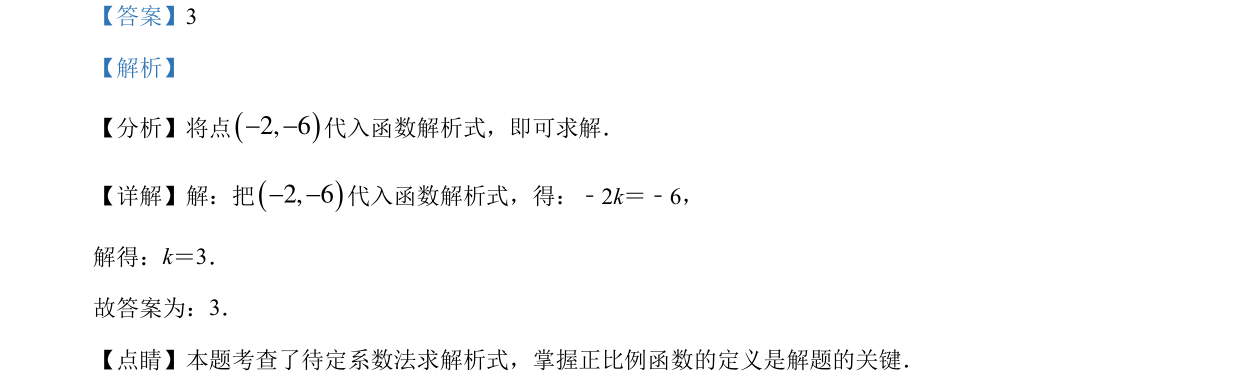 【答案】3
【解析】
【分析】将点(−2,−6)代入函数解析式，即可求解．
【详解】解：把(−2,−6)代入函数解析式，得：﹣2k＝﹣6，
解得：k＝3．
故答案为：3．
【点睛】本题考查了待定系数法求解析式，掌握正比例函数的定义是解题的关键．